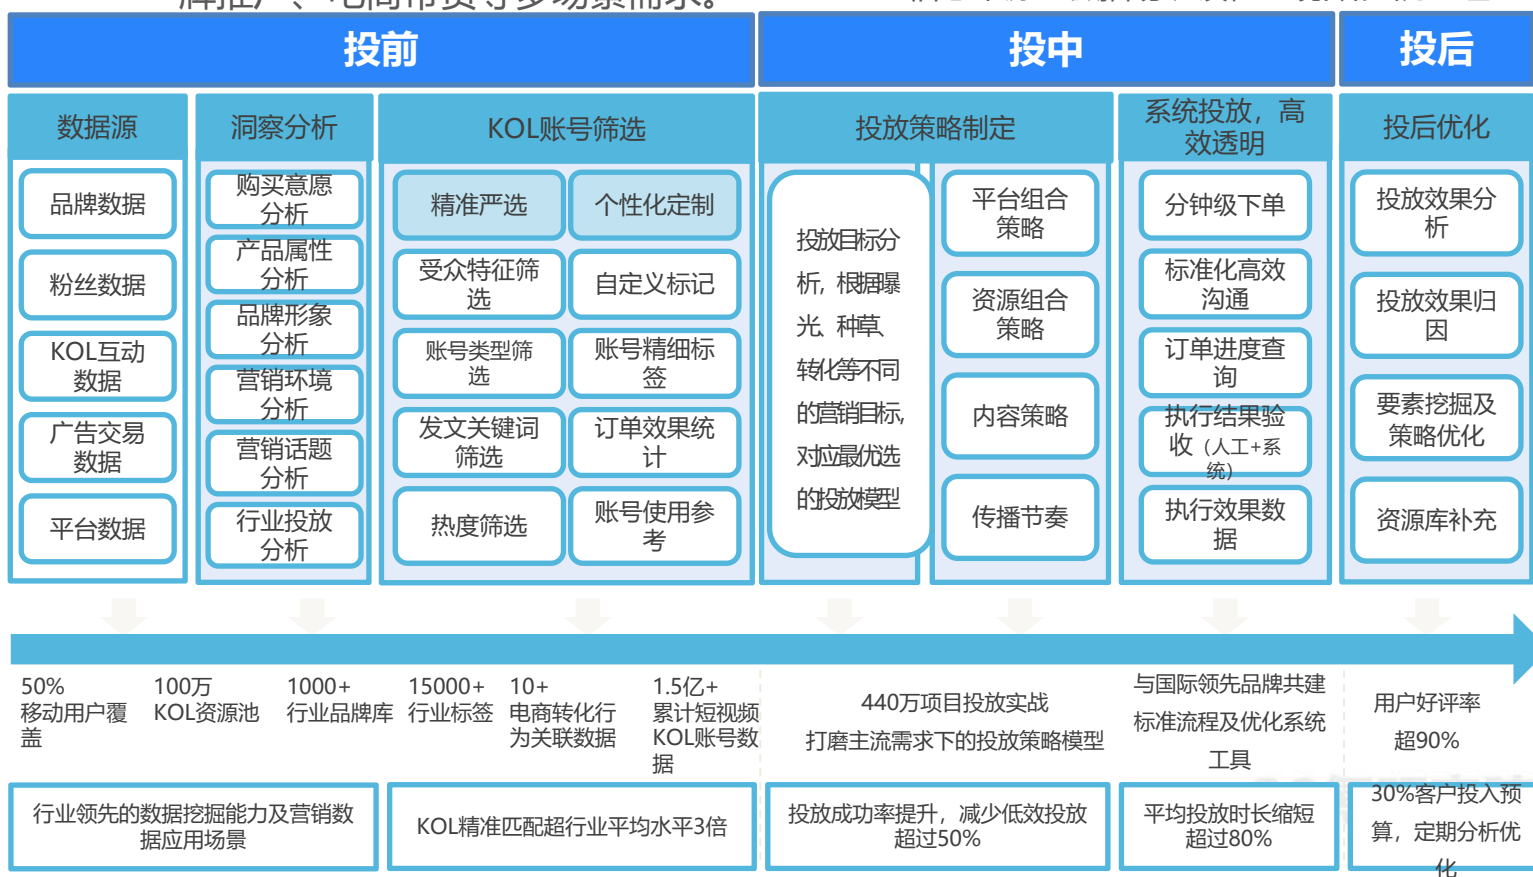 牌推广、电商带货等多场景需求。
投前
投中
投后
数据源
洞察分析
KOL账号筛选
投放策略制定
系统投放，高
效透明
投后优化
品牌数据
粉丝数据
KOL互动
数据
广告交易
数据
平台数据
购买意愿
分析
产品属性
分析
品牌形象
分析
营销环境
分析
营销话题
分析
行业投放
分析
精准严选
个性化定制
受众特征筛
选
自定义标记
账号类型筛
选
账号精细标
签
发文关键词
筛选
订单效果统
计
热度筛选
账号使用参
考
投放目标分
析，根据曝
光、种草、
转化等不同
的营销目标，
对应最优选
的投放模型
平台组合
策略
资源组合
策略
内容策略
传播节奏
分钟级下单
标准化高效
沟通
订单进度查
询
执行结果验
收（人工+系
统）
执行效果数
据
投放效果分
析
投放效果归
因
要素挖掘及
策略优化
资源库补充
50%
移动用户覆
盖
100万
KOL资源池
1000+
行业品牌库
15000+
行业标签
10+
电商转化行
为关联数据
1.5亿+
累计短视频
KOL账号数
据
440万项目投放实战
打磨主流需求下的投放策略模型
与国际领先品牌共建
标准流程及优化系统
工具
用户好评率
超90%
行业领先的数据挖掘能力及营销数
据应用场景
KOL精准匹配超行业平均水平3倍
投放成功率提升，减少低效投放
超过50%
平均投放时长缩短
超过80%
30%客户投入预
算，定期分析优
化